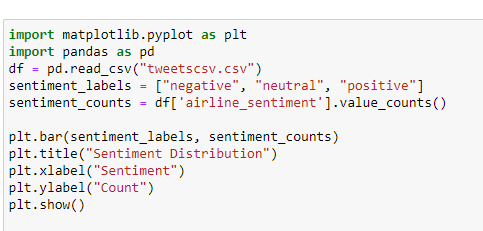 import matplotlib.pyplot as plt
import pandas as pd
df = pd.read_csv("tweetscsv.csv")
sentiment_labels = ["negative", "neutral", "positive"]
sentiment_counts = df['airline_sentiment'].value_counts()
plt.bar(sentiment_labels, sentiment_counts)
plt.title("Sentiment Distribution")
plt.xlabel("Sentiment")
plt.ylabel("Count")
plt.show()